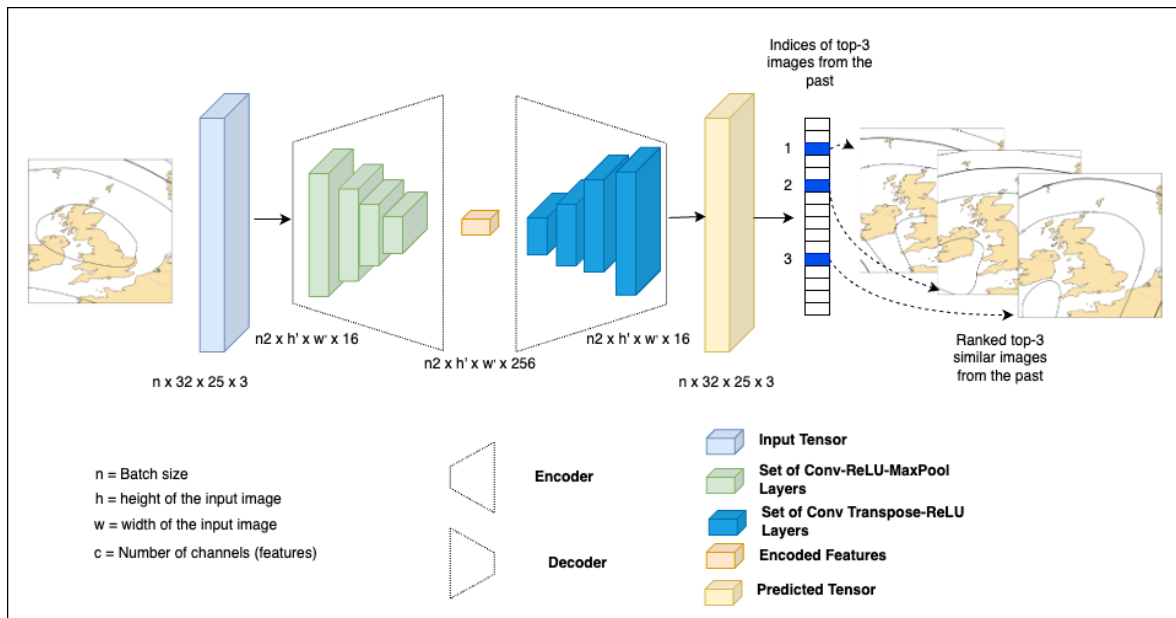 Indices of top-3
images from the
past
1
2
3
n2 x h' x w' x 16
n2 x h' x w' x 256
n2 x h' x w' x 16
n x 32 x 25 x 3
n x 32 x 25 x 3
Ranked top-3
similar images
from the past
n = Batch size
h = height of the input image
w = width of the input image
c = Number of channels (features)
Encoder
Decoder
Input Tensor
Set of Conv-ReLU-MaxPool
Layers
Set of Conv Transpose-ReLU
Layers
Encoded Features
Predicted Tensor